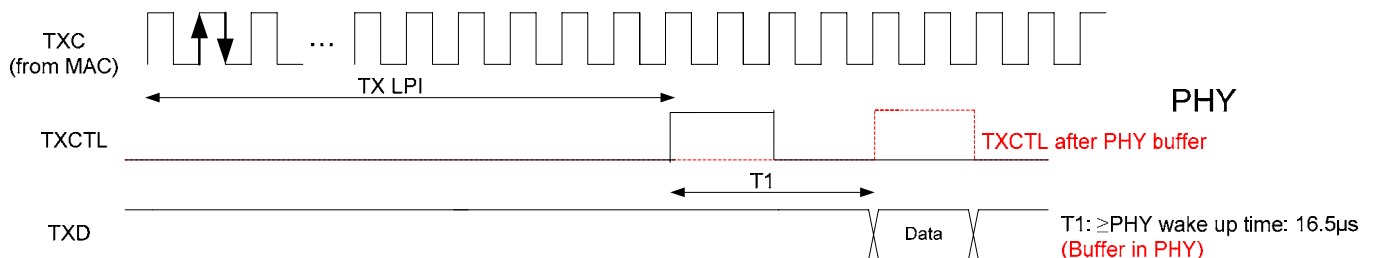 TXC
(from MAC)
...
TX LPI
PHY
TXCTL
TXCTL after PHY buffer
T1
TXD
Data
T1: ≥PHY wake up time: 16.5μs
(Buffer in PHY)